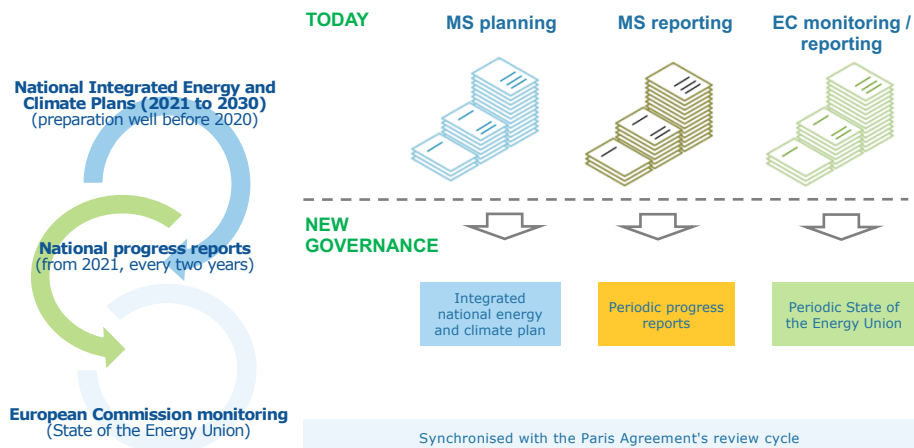 National Integrated Energy and
Climate Plans (2021 to 2030)
(preparation well before 2020)
National progress reports
(from 2021, every two years)
European Commission monitoring
(State of the Energy Union)
TODAY
MS planning
MS reporting
EC monitoring /
reporting
NEW
GOVERNANCE
Integrated
national energy
and climate plan
Periodic progress
reports
Periodic State of
the Energy Union
Synchronised with the Paris Agreement's review cycle